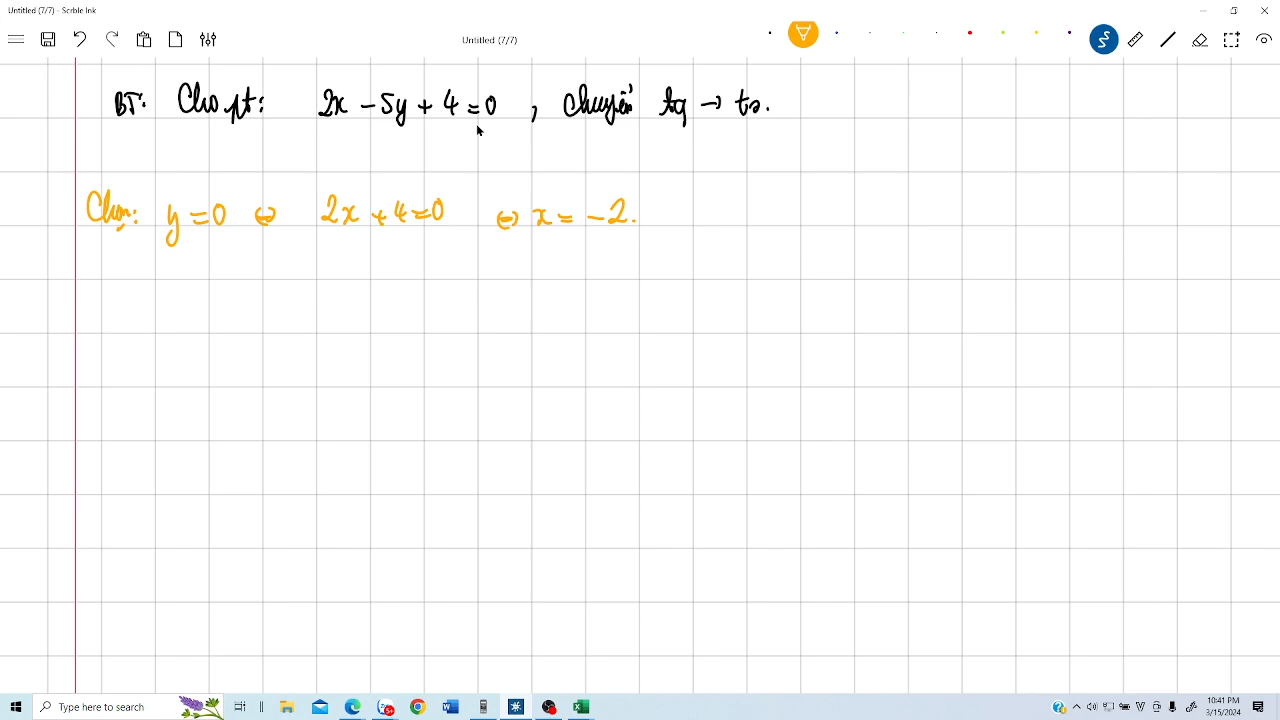 Untitled (7/7) - Scrble Ink
Untitled (7/7)
BT: Cho pt: 2x - 5y + 4 = 0 , chuyển tq → ts.
Chọn: y = 0 ⇔ 2x + 4 = 0 ⇔ x = -2.
Type here to search
10:41 PM
3/15/2024